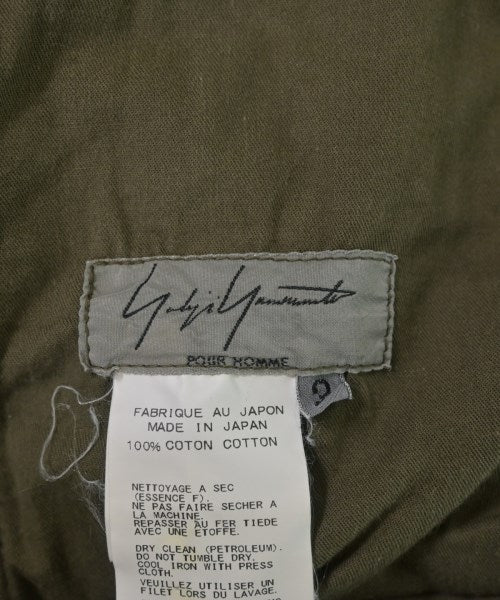 Yohji Yamamoto
POUR HOMME
FABRIQUE AU JAPON
MADE IN JAPAN
100% COTON COTTON
NETTOYAGE A SEC
(ESSENCE F).
NE PAS FAIRE SECHER A
LA MACHINE.
REPASSER AU FER TIEDE
AVEC UNE ETOFFE.
DRY CLEAN (PETROLEUM).
DO NOT TUMBLE DRY.
COOL IRON WITH PRESS
CLOTH.
VEUILLEZ UTILISER UN
FILET LORS DU LAVAGE.